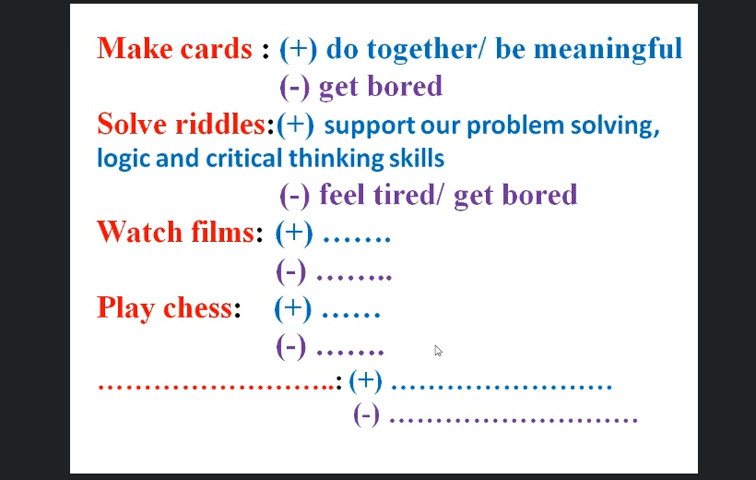 Make cards : (+) do together/ be meaningful
(-) get bored
Solve riddles:(+) support our problem solving,
logic and critical thinking skills
(-) feel tired/ get bored
Watch films: (+) …….
(-) ……..
Play chess: (+) ……
(-) …….
……………………..: (+) ……………………
(-) ………………………